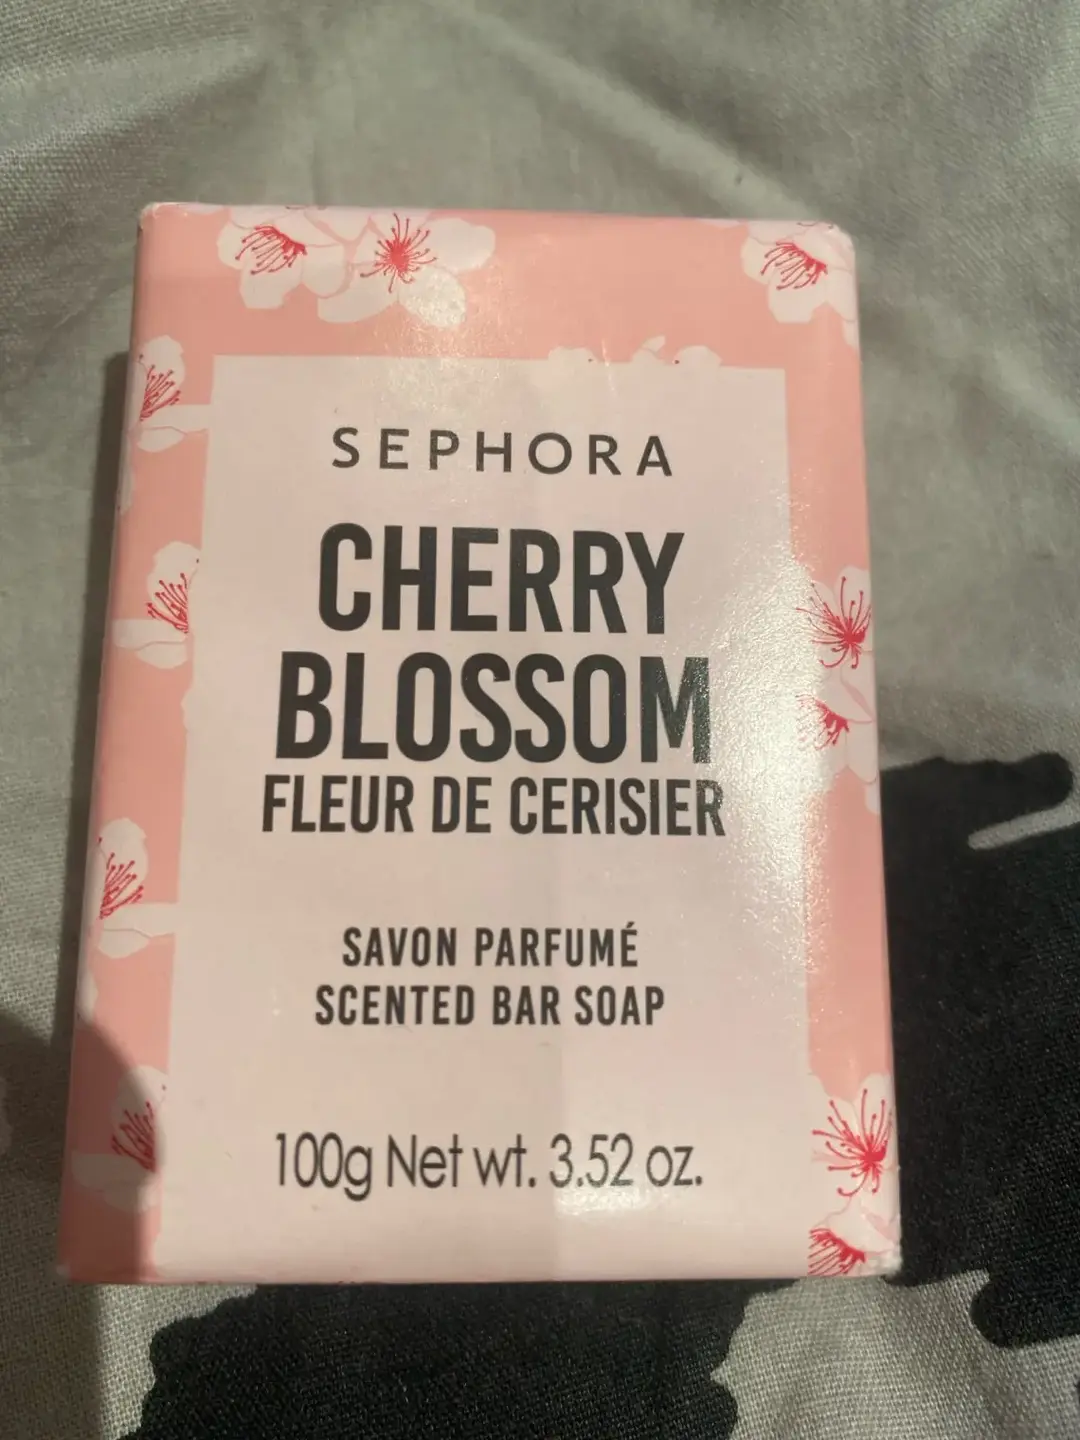 SEPHORA
CHERRY
BLOSSOM
FLEUR DE CERISIER
SAVON PARFUMÉ
SCENTED BAR SOAP
100g Net wt. 3.52 oz.